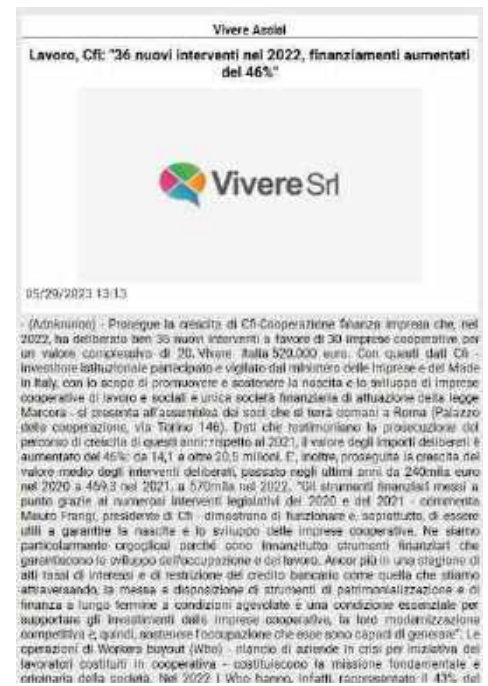 Vivere Assisi
Lavoro, Cfi: "36 nuovi interventi nel 2022, finanziamenti aumentati
del 46%"
Vivere Srl
05/29/2023 13:13
- (Adnkronos) - Prosegue la crescita di Cfi-Cooperazione finanza impresa che, nel
2022, ha deliberato ben 36 nuovi interventi a favore di 30 imprese cooperative per
un valore complessivo di 20. Vivere Italia 520.000 euro. Con questi dati Cfi -
investitore istituzionale partecipato e vigilato dal ministero delle Imprese e del Made
in Italy, con lo scopo di promuovere e sostenere la nascita e lo sviluppo di imprese
cooperative di lavoro e sociali e unica società finanziaria di attuazione della legge
Marcora - si presenta all'assemblea dei soci che si terrà domani a Roma (Palazzo
della cooperazione, via Torino 146). Dati che testimoniano la prosecuzione del
percorso di crescita di questi anni: rispetto al 2021, il valore degli importi deliberati è
aumentato del 46%: da 14,1 a oltre 20,5 milioni. E', inoltre, proseguita la crescita del
valore medio degli interventi deliberati, passato negli ultimi anni da 240mila euro
nel 2020 a 469,3 nel 2021, a 570mila nel 2022. "Gli strumenti finanziari messi a
punto grazie ai numerosi interventi legislativi del 2020 e del 2021 - commenta
Mauro Frangi, presidente di Cfi - dimostrano di funzionare e, soprattutto, di essere
utili a garantire la nascita e lo sviluppo delle imprese cooperative. Ne siamo
particolarmente orgogliosi perché sono innanzitutto strumenti finanziari che
garantiscono lo sviluppo dell'occupazione e del lavoro. Ancor più in una stagione di
alti tassi di interessi e di restrizione del credito bancario come quella che stiamo
attraversando, la messa a disposizione di strumenti di patrimonializzazione e di
finanza a lungo termine a condizioni agevolate è una condizione essenziale per
supportare gli investimenti delle imprese cooperative, la loro modernizzazione
competitiva e, quindi, sostenere l'occupazione che esse sono capaci di generare". Le
operazioni di Workers buyout (Wbo) - rilancio di aziende in crisi per iniziativa dei
lavoratori costituiti in cooperativa - costituiscono la missione fondamentale e
originaria della società. Nel 2022 i Wbo hanno, infatti, rappresentato il 43% del